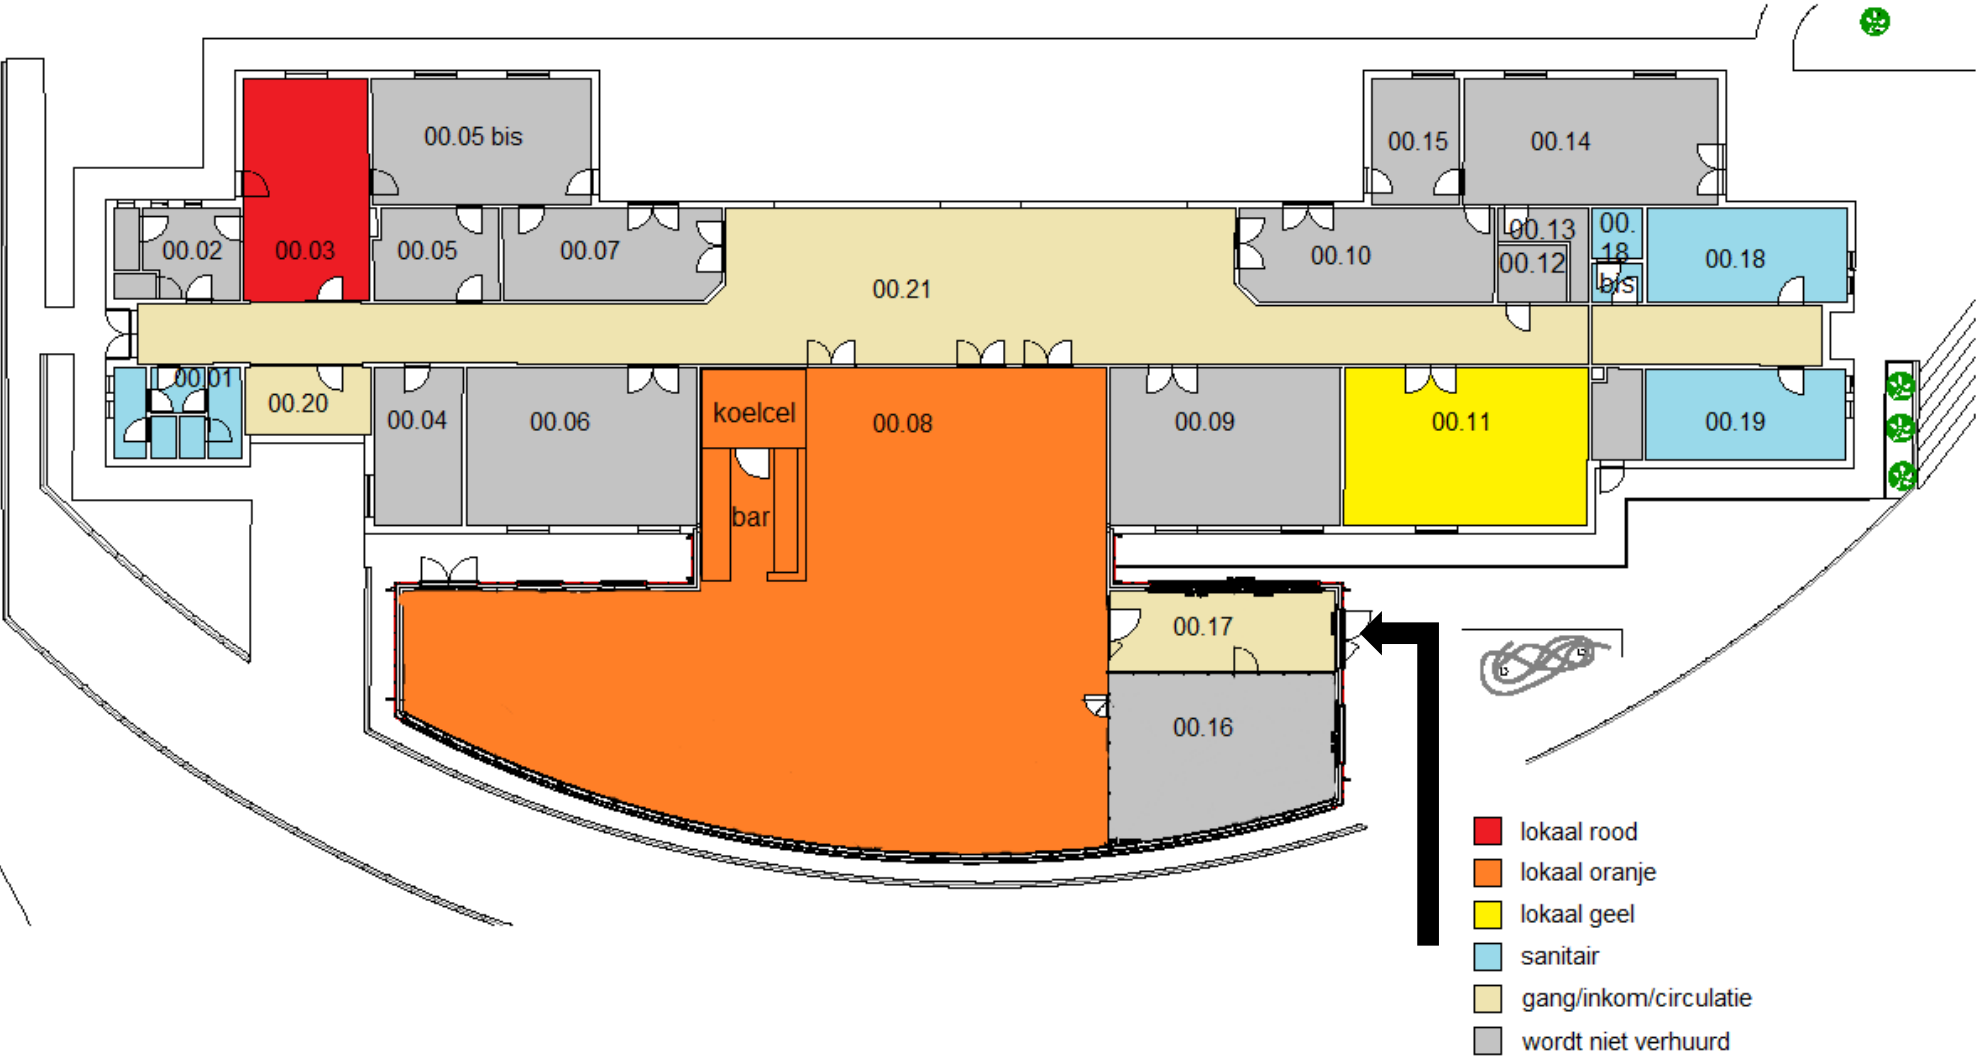 00.05 bis
00.15
00.14
00.02
00.03
00.05
00.07
00.21
00.10
00.13
00.12
00.
18
bis
00.18
00.01
00.20
00.04
00.06
koelcel
00.08
bar
00.09
00.11
00.19
00.17
00.16
lokaal rood
lokaal oranje
lokaal geel
sanitair
gang/inkom/circulatie
wordt niet verhuurd